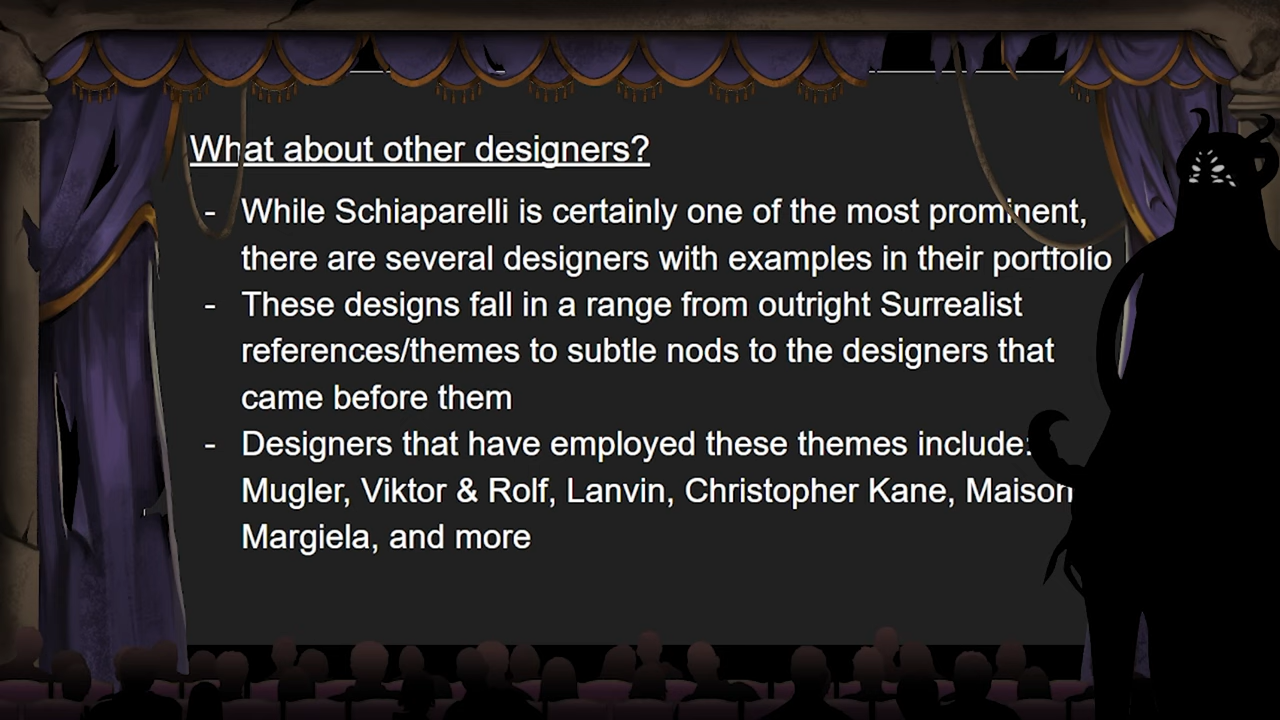 What about other designers?
- While Schiaparelli is certainly one of the most prominent,
there are several designers with examples in their portfolio
- These designs fall in a range from outright Surrealist
references/themes to subtle nods to the designers that
came before them
- Designers that have employed these themes include:
Mugler, Viktor & Rolf, Lanvin, Christopher Kane, Maison
Margiela, and more